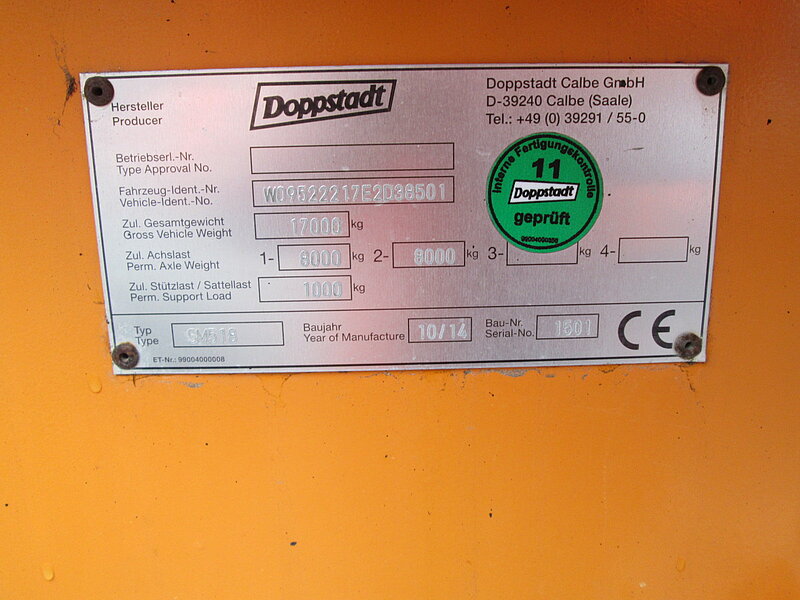 Hersteller
Producer
Doppstadt
Doppstadt Calbe GmbH
D-39240 Calbe (Saale)
Tel.: +49 (0) 39291 / 55-0
Betriebserl.-Nr.
Type Approval No.
Fahrzeug-Ident.-Nr.
Vehicle-Ident.-No.
W09522217E2D38501
Zul. Gesamtgewicht
Gross Vehicle Weight
17000 kg
Zul. Achslast
Perm. Axle Weight
1- 8000 kg 2- 8000 kg 3- kg 4- kg
Zul. Stützlast / Sattellast
Perm. Support Load
1000 kg
Interne Fertigungskontrolle
11
Doppstadt
geprüft
99004000356
Typ
Type
SM518
Baujahr
Year of Manufacture
10/14
Bau-Nr.
Serial-No.
1501
CE
ET-Nr.: 99004000008